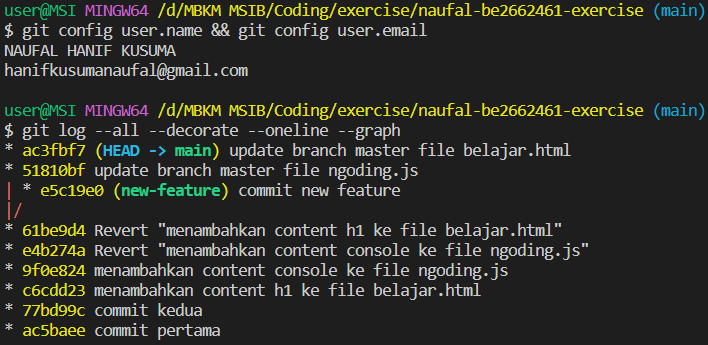 user@MSI MINGW64 /d/MBKM MSIB/Coding/exercise/naufal-be2662461-exercise (main)
$ git config user.name && git config user.email
NAUFAL HANIF KUSUMA
hanifkusumanaufal@gmail.com

user@MSI MINGW64 /d/MBKM MSIB/Coding/exercise/naufal-be2662461-exercise (main)
$ git log --all --decorate --oneline --graph
* ac3fbf7 (HEAD -> main) update branch master file belajar.html
* 51810bf update branch master file ngoding.js
| * e5c19e0 (new-feature) commit new feature
|/
* 61be9d4 Revert "menambahkan content h1 ke file belajar.html"
* e4b274a Revert "menambahkan content console ke file ngoding.js"
* 9f0e824 menambahkan content console ke file ngoding.js
* c6cdd23 menambahkan content h1 ke file belajar.html
* 77bd99c commit kedua
* ac5baee commit pertama